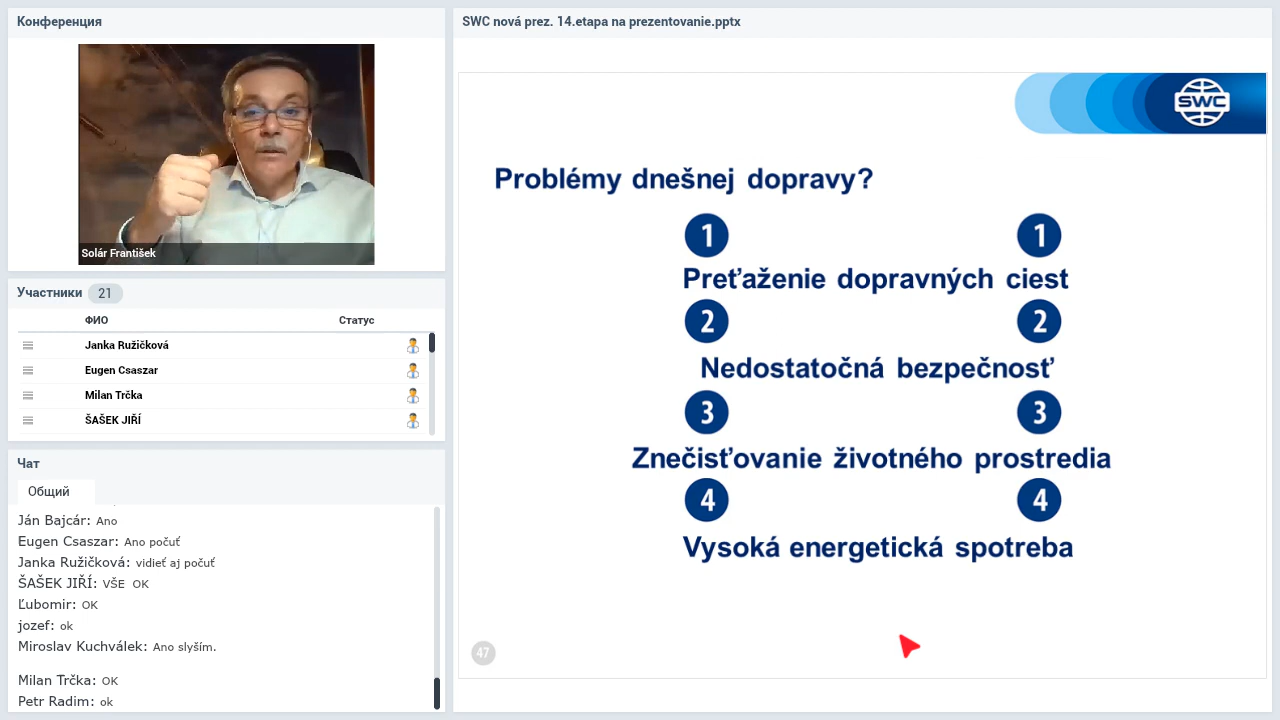 Конференция
Solár František
Участники 21
ФИО Статус
Janka Ružičková
Eugen Csaszar
Milan Trčka
ŠAŠEK JIŘÍ
Чат
Общий
Ján Bajcár: Ano
Eugen Csaszar: Ano počuť
Janka Ružičková: vidieť aj počuť
ŠAŠEK JIŘÍ: VŠE OK
Ľubomir: OK
jozef: ok
Miroslav Kuchválek: Ano slyším.
Milan Trčka: OK
Petr Radim: ok
SWC nová prez. 14.etapa na prezentovanie.pptx
SWC
Problémy dnešnej dopravy?
1 1
Preťaženie dopravných ciest
2 2
Nedostatočná bezpečnosť
3 3
Znečisťovanie životného prostredia
4 4
Vysoká energetická spotreba
47